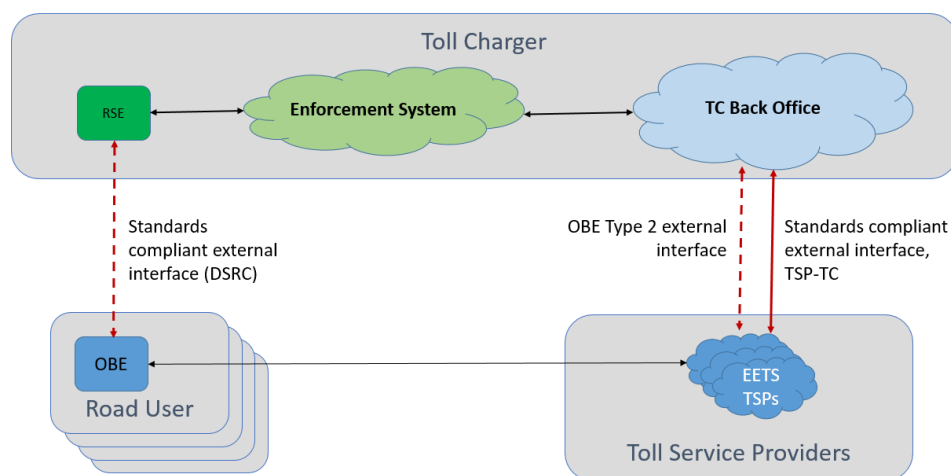 Toll Charger
RSE
Enforcement System
TC Back Office
Standards
compliant external
interface (DSRC)
OBE Type 2 external
interface
Standards compliant
external interface,
TSP-TC
OBE
Road User
EETS
TSPs
Toll Service Providers